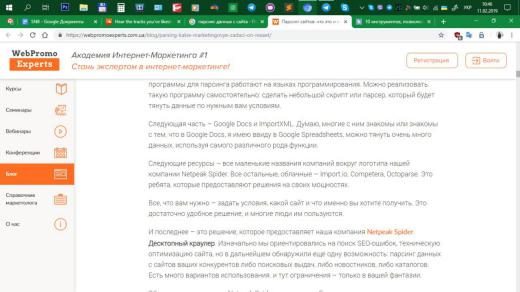 10:46
11.02.2019
SNB - Google Документы
How hear the tracks you've liked!
парсинг данных с сайта - П
Парсинг сайтов: что это и с
10 инструментов, позволяю
https://webpromoexperts.com.ua/blog/parsing-kakie-marketingovye-zadaci-on-resaet/
WebPromo
Experts
Академия Интернет-Маркетинга #1
Стань экспертом в интернет-маркетинге!
Регистрация
Войти
Курсы
Семинары
Вебинары
Конференции
Блог
Справочник
маркетолога
О нас
программы для парсинга работают на языках программирования. Можно реализовать
такую программу самостоятельно: сделать небольшой скрипт или парсер, который будет
тянуть данные по нужным вам условиям.
Следующая часть – Google Docs и ImportXML. Думаю, многие с ним знакомы или знакомы
с тем, что в Google Docs, я имею ввиду в Google Spreadsheets, можно тянуть очень много
данных, используя самого различного рода функции.
Следующие ресурсы – все маленькие названия компаний вокруг логотипа нашей
компании Netpeak Spider. Все остальные, облачные – Import.io, Competera, Octoparse. Это
ребята, которые предоставляют решения на своих мощностях.
Все, что вам нужно – задать условия, какой сайт и что именно вы хотите получить. Это
достаточно удобное решение, и многие люди им пользуются.
И последнее – это решение, которое предоставляет наша компания Netpeak Spider.
Десктопный краулер. Изначально мы ориентировались на поиск SEO-ошибок, техническую
оптимизацию сайта, но в дальнейшем обнаружили еще одну возможность: парсинг данных
с сайтов ваших конкурентов либо поисковых выдач, либо новостников, либо каталогов.
Есть много вариантов использования, и тут ограничения – только в вашей фантазии.